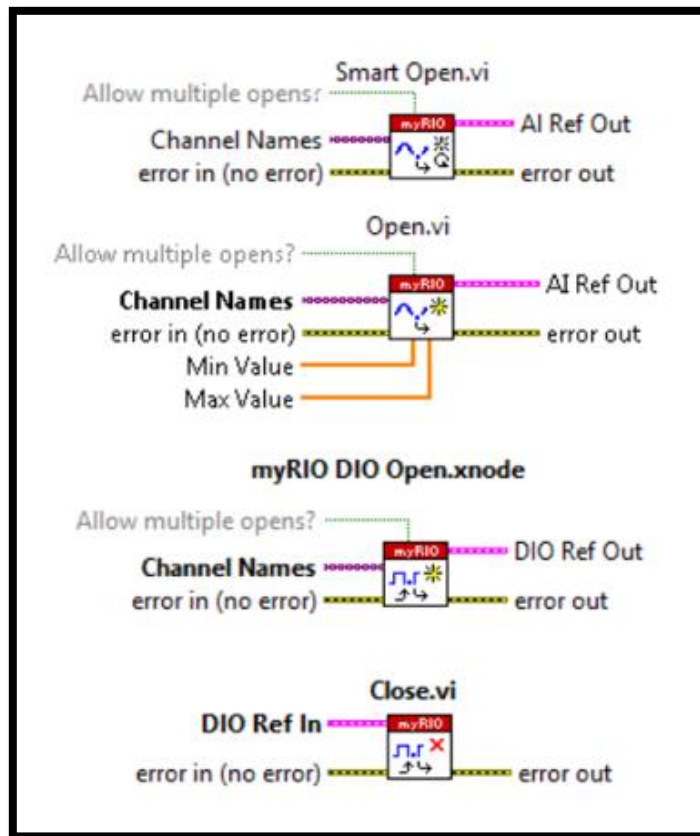 Smart Open.vi
Allow multiple opens?
myRIO
AI Ref Out
Channel Names
error in (no error)
error out
Open.vi
Allow multiple opens?
myRIO
AI Ref Out
Channel Names
error in (no error)
error out
Min Value
Max Value
myRIO DIO Open.xnode
Allow multiple opens?
myRIO
DIO Ref Out
Channel Names
error in (no error)
error out
Close.vi
DIO Ref In
myRIO
error in (no error)
error out